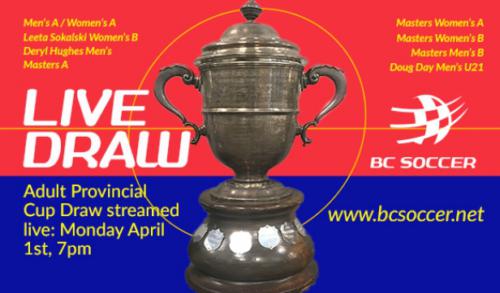 Men's A / Women's A
Leeta Sokalski Women's B
Deryl Hughes Men's
Masters A
Masters Women's A
Masters Women's B
Masters Men's B
Doug Day Men's U21
LIVE
DRAW
BC SOCCER
Adult Provincial
Cup Draw streamed
live: Monday April
1st, 7pm
www.bcsoccer.net